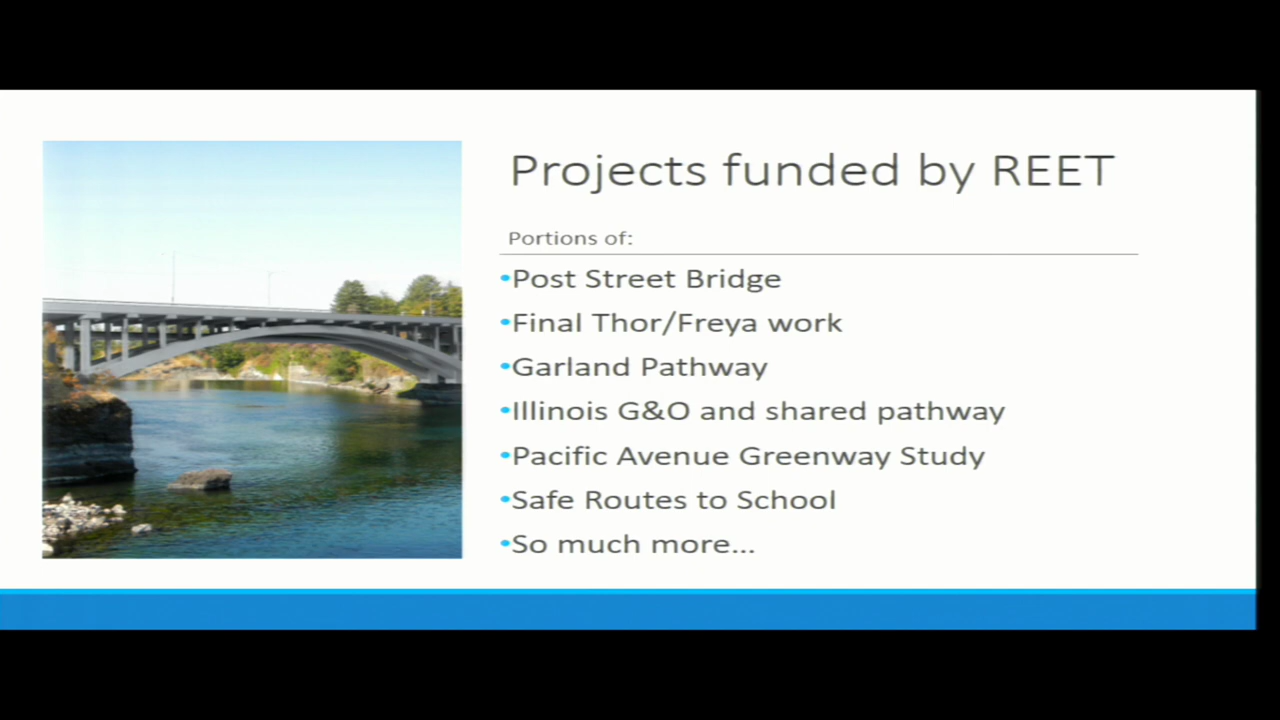 Projects funded by REET
Portions of:
•Post Street Bridge
•Final Thor/Freya work
•Garland Pathway
•Illinois G&O and shared pathway
•Pacific Avenue Greenway Study
•Safe Routes to School
•So much more...